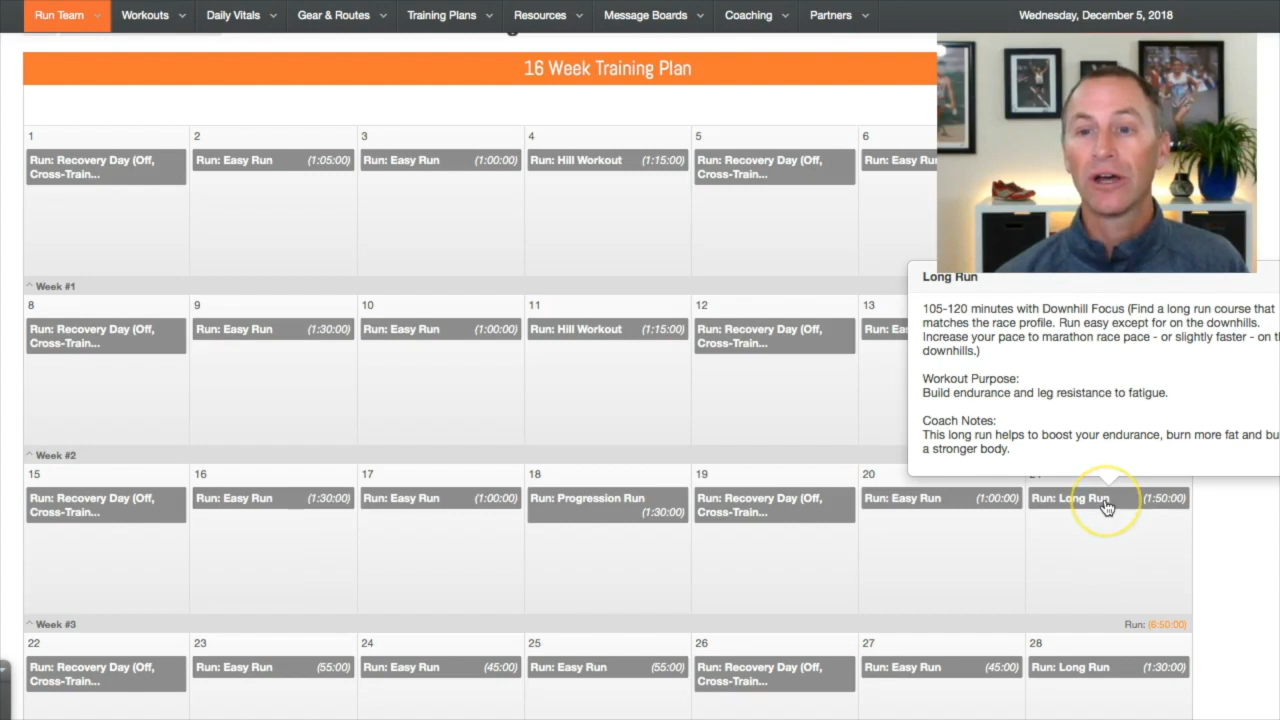 Run Team Workouts Daily Vitals Gear & Routes Training Plans Resources Message Boards Coaching Partners Wednesday, December 5, 2018
16 Week Training Plan
1 2 3 4 5 6
Run: Recovery Day (Off, Cross-Train...
Run: Easy Run (1:05:00)
Run: Easy Run (1:00:00)
Run: Hill Workout (1:15:00)
Run: Recovery Day (Off, Cross-Train...
Run: Easy
Week #1
8 9 10 11 12 13
Run: Recovery Day (Off, Cross-Train...
Run: Easy Run (1:30:00)
Run: Easy Run (1:00:00)
Run: Hill Workout (1:15:00)
Run: Recovery Day (Off, Cross-Train...
Run: Eas
Long Run
105-120 minutes with Downhill Focus (Find a long run course that
matches the race profile. Run easy except for on the downhills.
Increase your pace to marathon race pace - or slightly faster - on th
downhills.)
Workout Purpose:
Build endurance and leg resistance to fatigue.
Coach Notes:
This long run helps to boost your endurance, burn more fat and bu
a stronger body.
Week #2
15 16 17 18 19 20
Run: Recovery Day (Off, Cross-Train...
Run: Easy Run (1:30:00)
Run: Easy Run (1:00:00)
Run: Progression Run (1:30:00)
Run: Recovery Day (Off, Cross-Train...
Run: Easy Run (1:00:00)
Run: Long Run (1:50:00)
Week #3 Run: (6:50:00)
22 23 24 25 26 27 28
Run: Recovery Day (Off, Cross-Train...
Run: Easy Run (55:00)
Run: Easy Run (45:00)
Run: Easy Run (55:00)
Run: Recovery Day (Off, Cross-Train...
Run: Easy Run (45:00)
Run: Long Run (1:30:00)